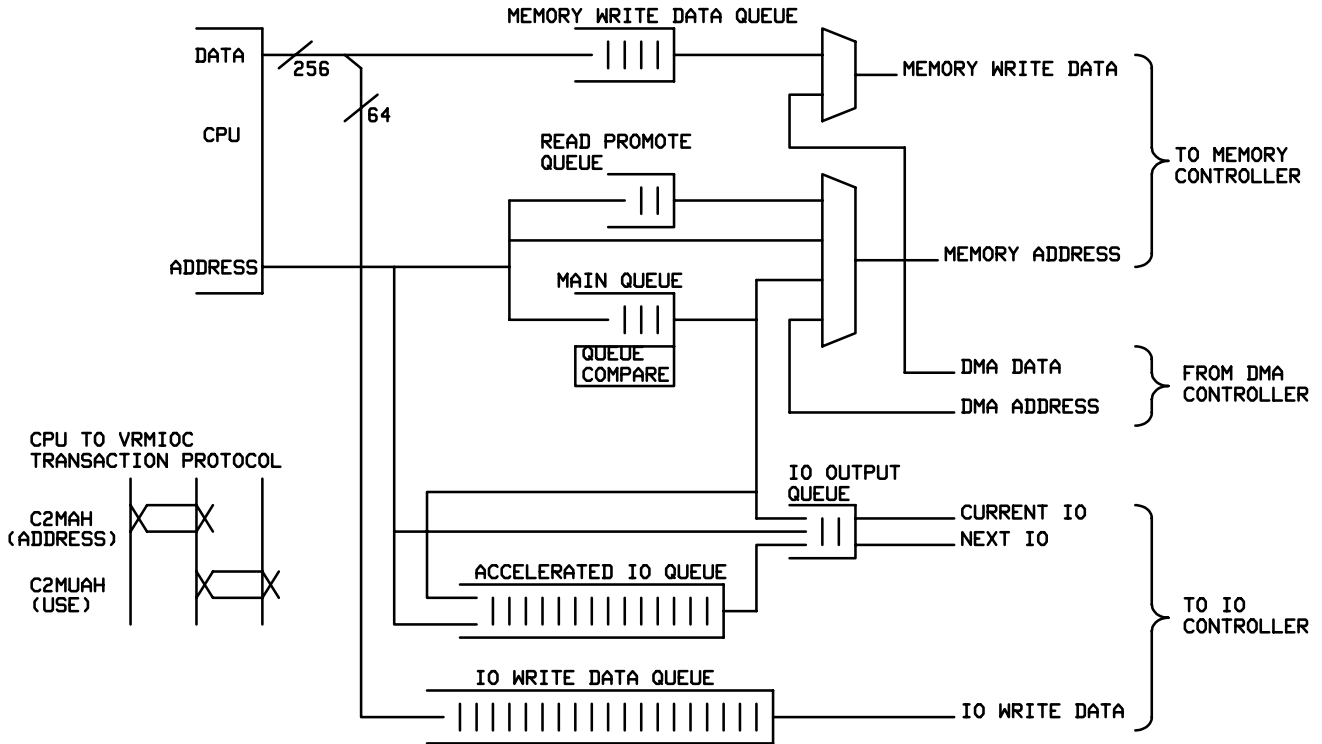 MEMORY WRITE DATA QUEUE
DATA
256
MEMORY WRITE DATA
64
CPU
READ PROMOTE
QUEUE
TO MEMORY
CONTROLLER
ADDRESS
MEMORY ADDRESS
MAIN QUEUE
QUEUE
COMPARE
DMA DATA
DMA ADDRESS
FROM DMA
CONTROLLER
CPU TO VRMIOC
TRANSACTION PROTOCOL
C2MAH
(ADDRESS)
C2MUAH
(USE)
IO OUTPUT
QUEUE
CURRENT IO
NEXT IO
ACCELERATED IO QUEUE
TO IO
CONTROLLER
IO WRITE DATA QUEUE
IO WRITE DATA